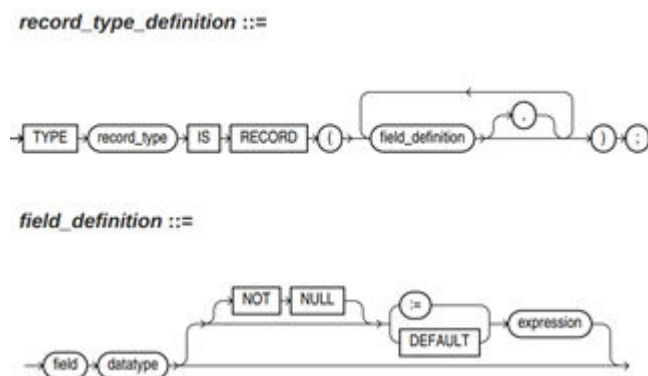 record_type_definition ::=
TYPE record_type IS RECORD ( field_definition , ) ;
field_definition ::=
NOT NULL := DEFAULT expression
field datatype